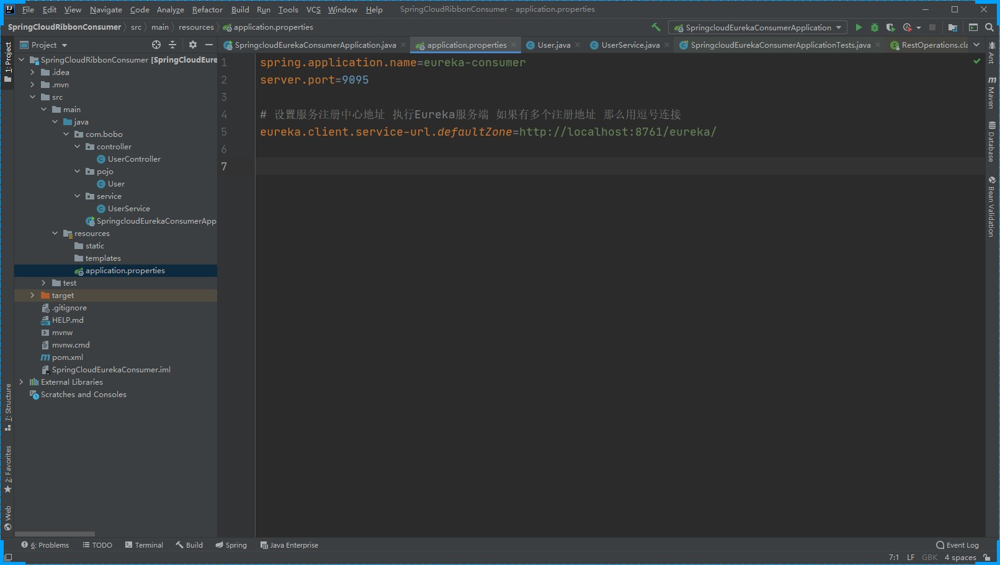 File Edit View Navigate Code Analyze Refactor Build Run Tools VCS Window Help SpringCloudRibbonConsumer - application.properties
SpringCloudRibbonConsumer src main resources application.properties SpringcloudEurekaConsumerApplication
Project SpringcloudEurekaConsumerApplication.java application.properties User.java UserService.java SpringcloudEurekaConsumerApplicationTests.java RestOperations.cla
1: Project
7: Structure
2: Favorites
Web
SpringCloudRibbonConsumer [SpringCloudEure
.idea
.mvn
src
main
java
com.bobo
controller
UserController
pojo
User
service
UserService
SpringcloudEurekaConsumerApp
resources
static
templates
application.properties
test
target
.gitignore
HELP.md
mvnw
mvnw.cmd
pom.xml
SpringCloudEurekaConsumer.iml
External Libraries
Scratches and Consoles
1 spring.application.name=eureka-consumer
2 server.port=9095
3
4 # 设置服务注册中心地址 执行Eureka服务端 如果有多个注册地址 那么用逗号连接
5 eureka.client.service-url.defaultZone=http://localhost:8761/eureka/
6
7
Ant
Maven
Database
Bean Validation
6: Problems TODO Terminal Build Spring Java Enterprise Event Log
7:1 LF GBK 4 spaces